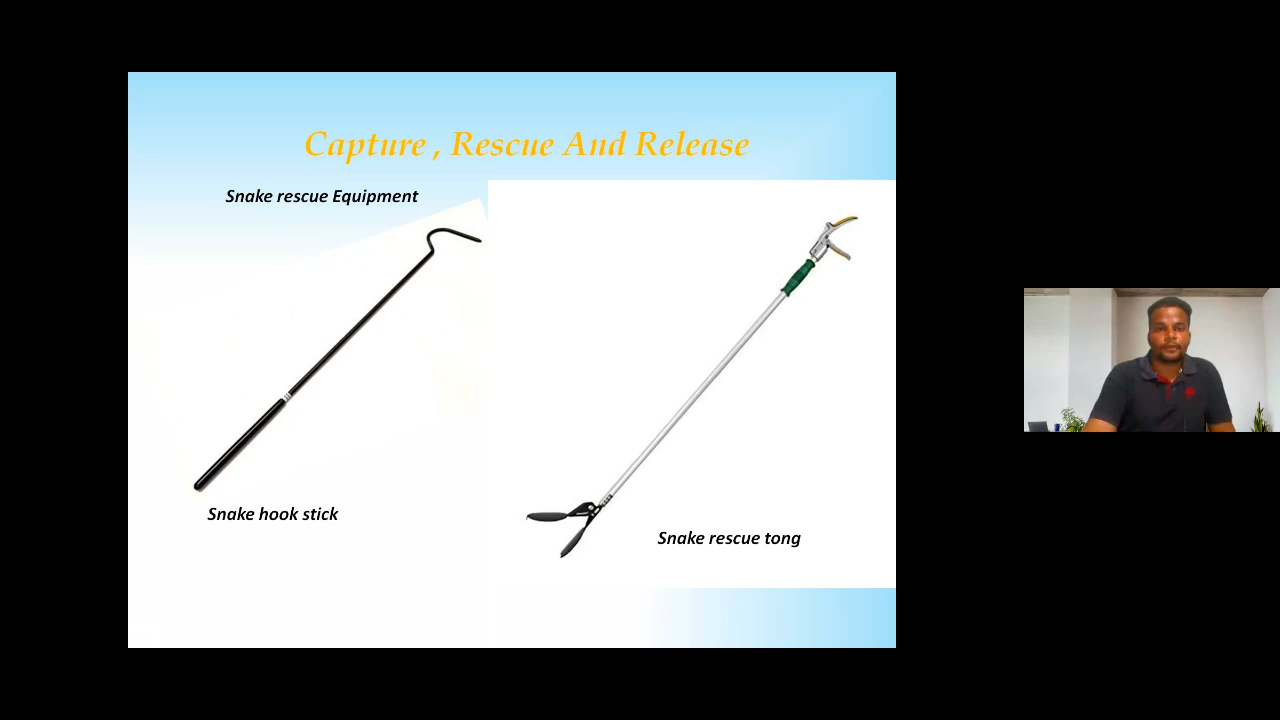 Capture , Rescue And Release
Snake rescue Equipment
Snake hook stick
Snake rescue tong